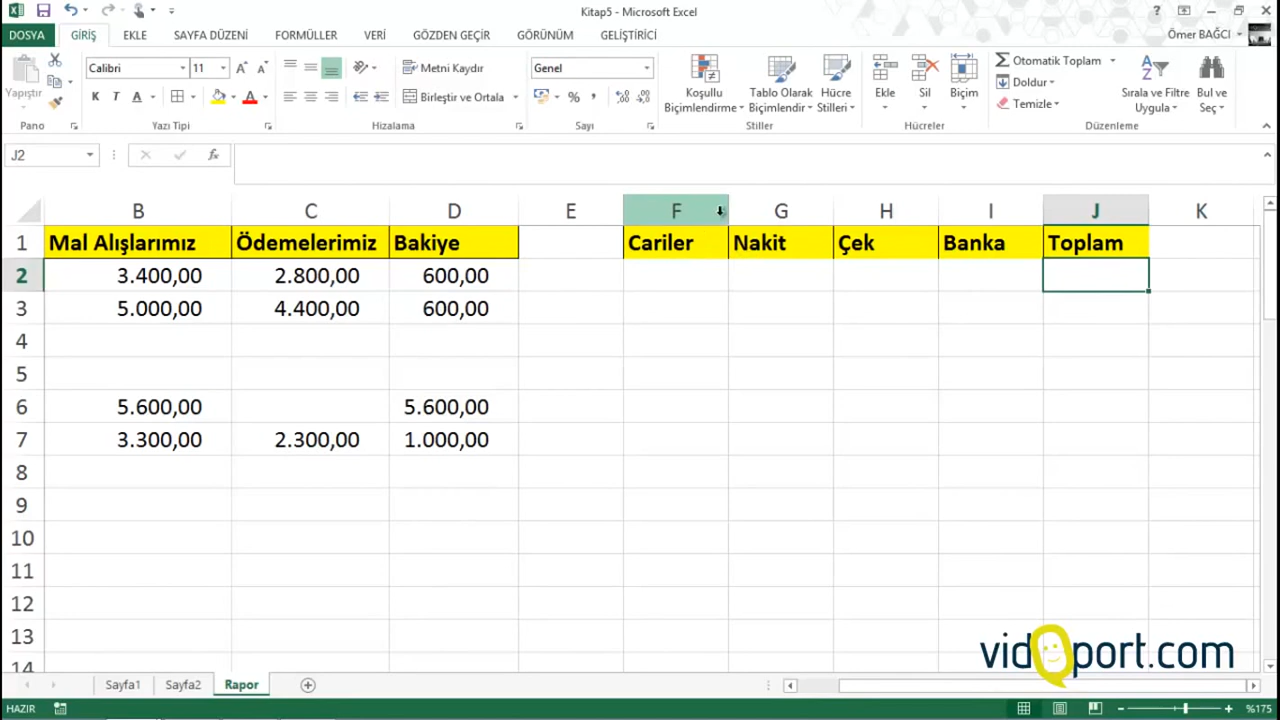 Kitap5 - Microsoft Excel
DOSYA GİRİŞ EKLE SAYFA DÜZENİ FORMÜLLER VERİ GÖZDEN GEÇİR GÖRÜNÜM GELİŞTİRİCİ Ömer BAĞCI
Yapıştır
Pano
Calibri 11
K T A
Yazı Tipi
Metni Kaydır
Birleştir ve Ortala
Hizalama
Genel
Sayı
Koşullu Biçimlendirme
Tablo Olarak Biçimlendir
Hücre Stilleri
Stiller
Ekle
Sil
Biçim
Hücreler
Otomatik Toplam
Doldur
Temizle
Sırala ve Filtre Uygula
Bul ve Seç
Düzenleme
J2
fx
B C D E F G H I J K
1 Mal Alışlarımız Ödemelerimiz Bakiye Cariler Nakit Çek Banka Toplam
2 3.400,00 2.800,00 600,00
3 5.000,00 4.400,00 600,00
4
5
6 5.600,00 5.600,00
7 3.300,00 2.300,00 1.000,00
8
9
10
11
12
13
14
vidoport.com
Sayfa1 Sayfa2 Rapor
HAZIR %175